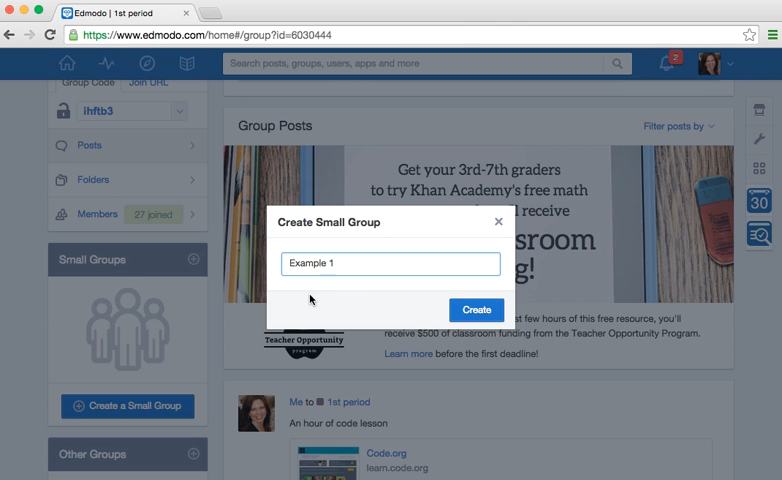 Edmodo | 1st period
https://www.edmodo.com/home#/group?id=6030444
Search posts, groups, users, apps and more
2
Group Code Join URL
ihftb3
Posts
Folders
Members 27 joined
Small Groups
Create a Small Group
Other Groups
Group Posts
Filter posts by
Get your 3rd-7th graders
to try Khan Academy's free math
receive
room
g!
Create Small Group
Example 1
Create
st few hours of this free resource, you'll
receive $500 of classroom funding from the Teacher Opportunity Program.
Learn more before the first deadline!
Teacher Opportunity
program
Me to 1st period
An hour of code lesson
Code.org
learn.code.org
30